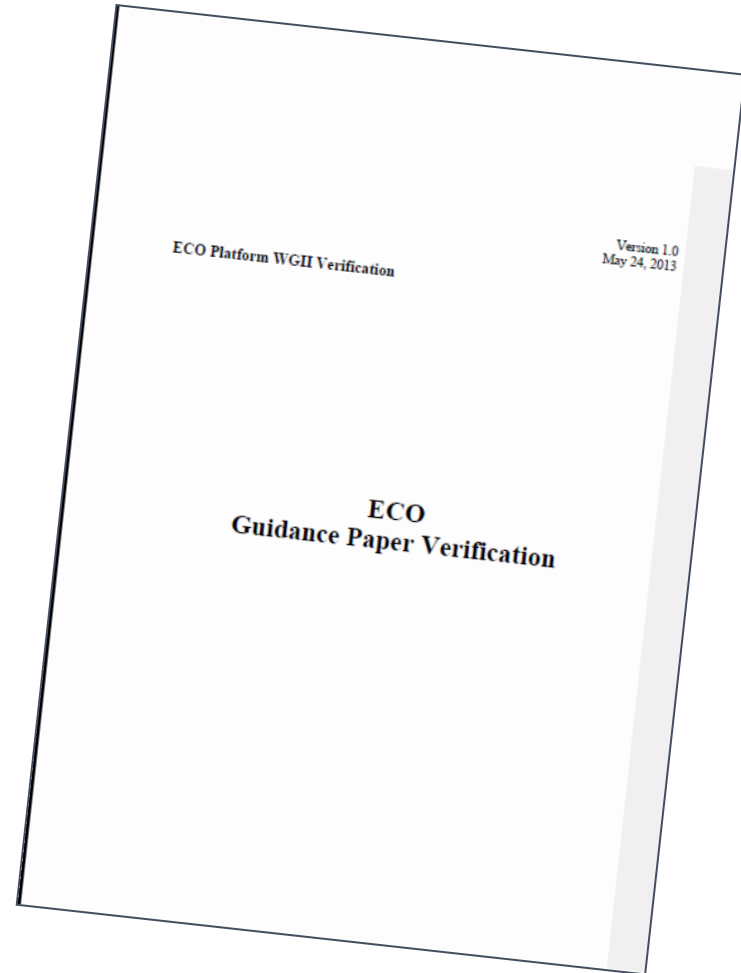 ECO Platform WGII Verification
Version 1.0
May 24, 2013
ECO
Guidance Paper Verification